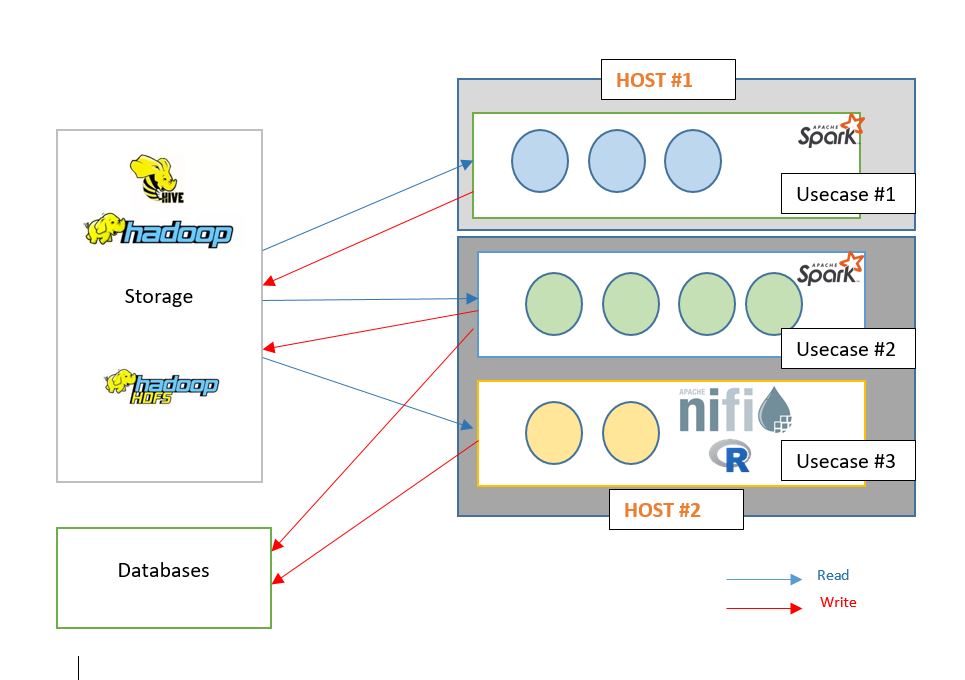 HOST #1
APACHE
Spark
Usecase #1
HIVE
hadoop
Storage
hadoop
HDFS
APACHE
Spark
Usecase #2
APACHE
nifi
R
Usecase #3
HOST #2
Databases
Read
Write